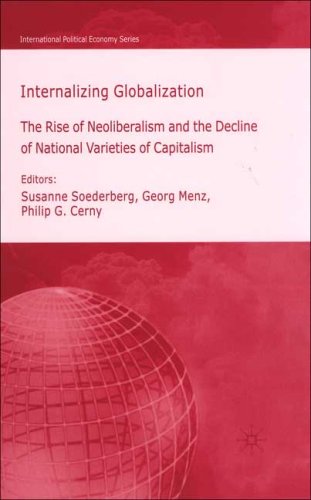 International Political Economy Series
Internalizing Globalization
The Rise of Neoliberalism and the Decline
of National Varieties of Capitalism
Editors:
Susanne Soederberg, Georg Menz,
Philip G. Cerny